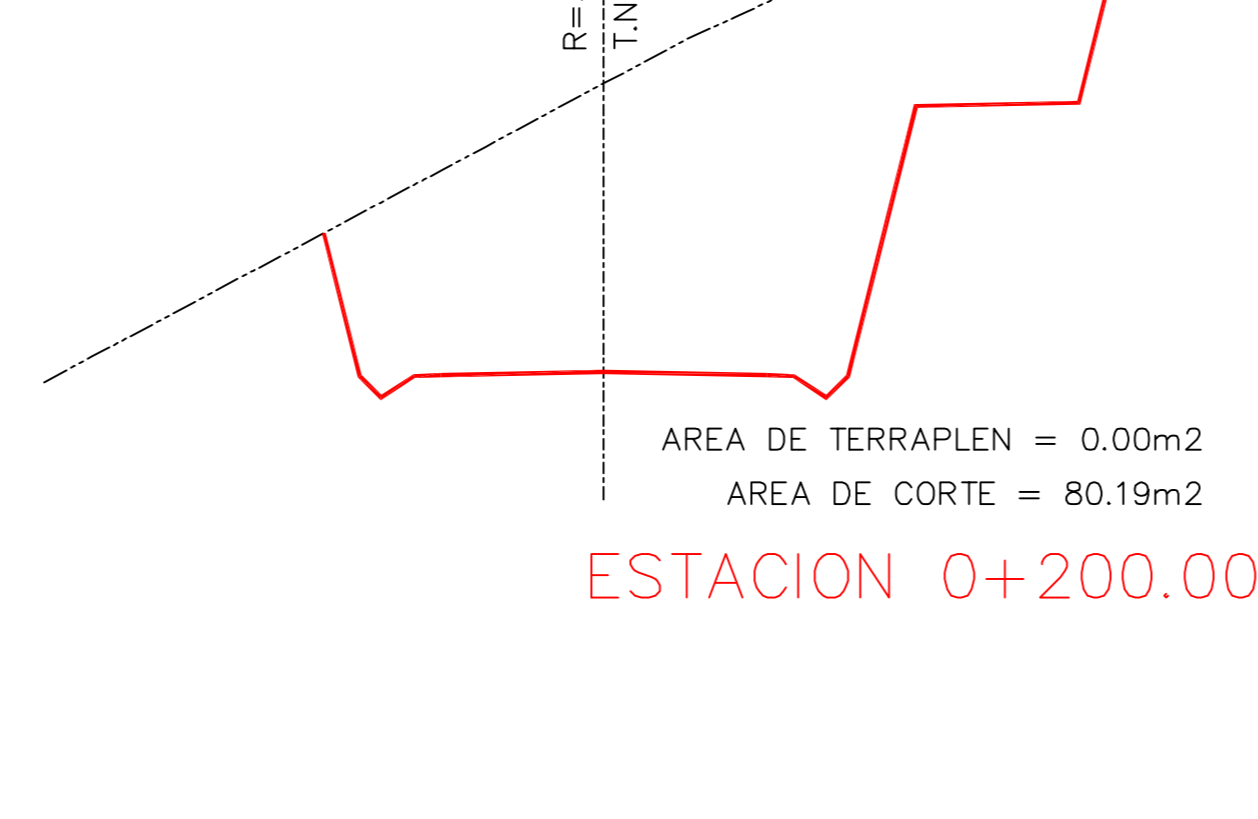 R=
T.N
AREA DE TERRAPLEN = 0.00m2
AREA DE CORTE = 80.19m2
ESTACION 0+200.00